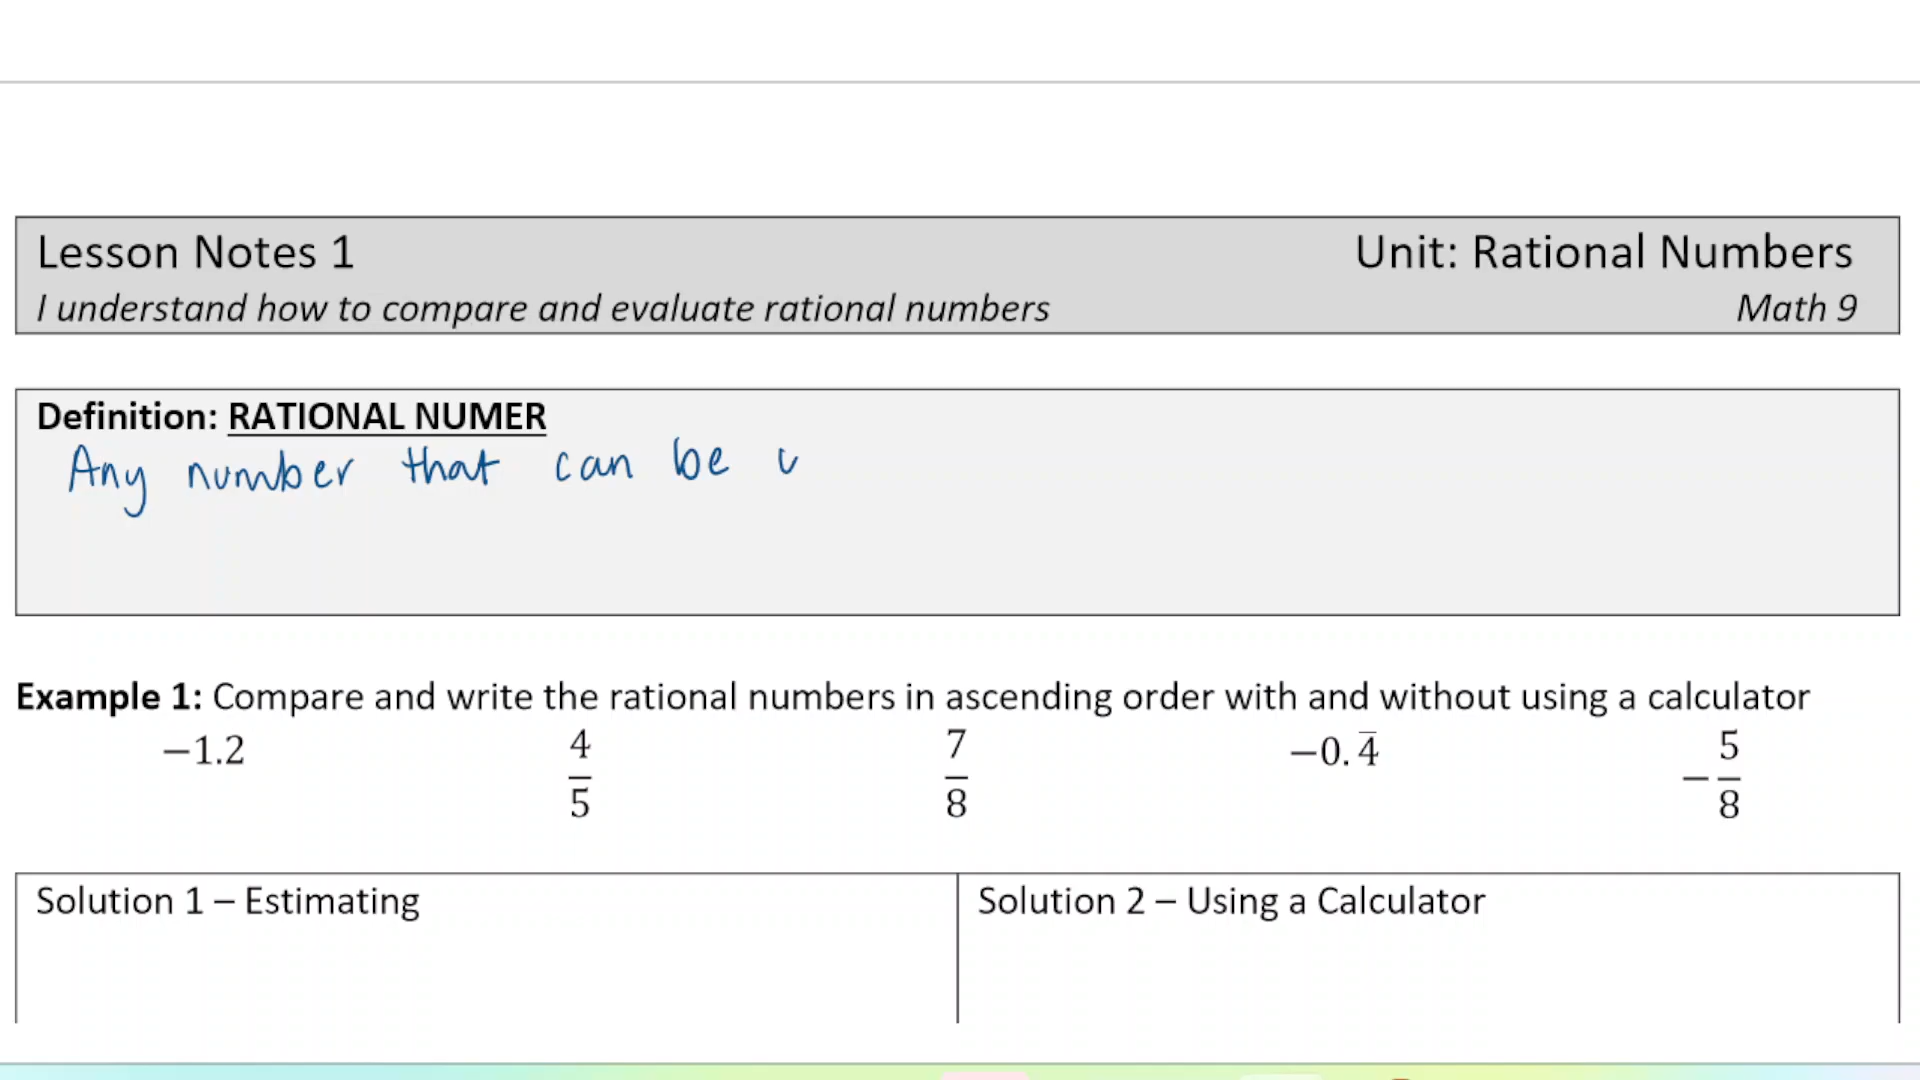 Lesson Notes 1 Unit: Rational Numbers
I understand how to compare and evaluate rational numbers Math 9
Definition: RATIONAL NUMER
Any number that can be
Example 1: Compare and write the rational numbers in ascending order with and without using a calculator
−1.2 4/5 7/8 −0.4̅ −5/8
Solution 1 – Estimating Solution 2 – Using a Calculator